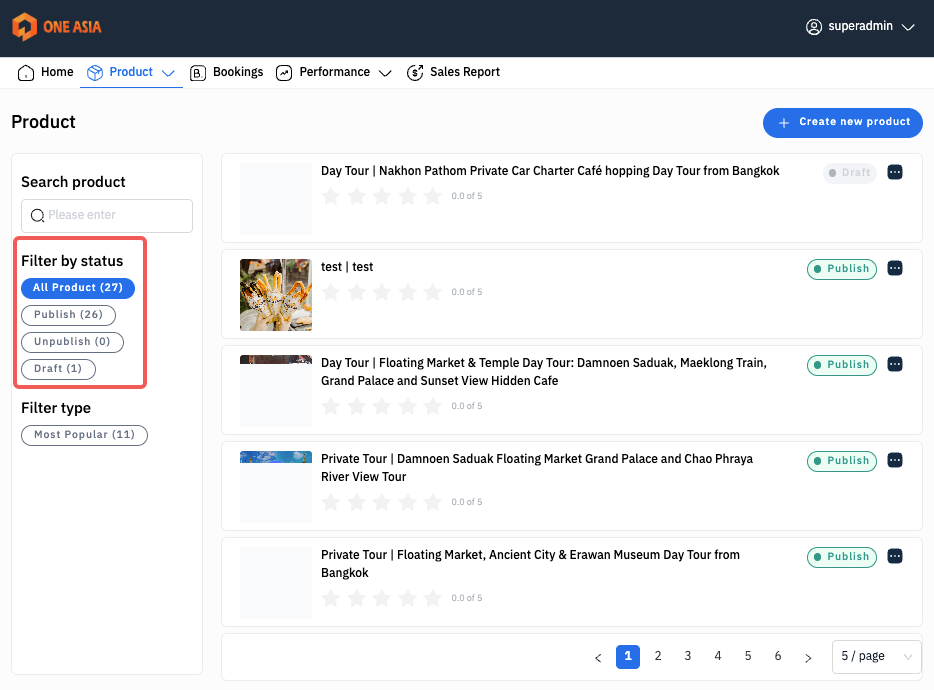 ONE ASIA
superadmin
Home
Product
Bookings
Performance
Sales Report
Product
Create new product
Search product
Please enter
Filter by status
All Product (27)
Publish (26)
Unpublish (0)
Draft (1)
Filter type
Most Popular (11)
Day Tour | Nakhon Pathom Private Car Charter Café hopping Day Tour from Bangkok
0.0 of 5
Draft
test | test
0.0 of 5
Publish
Day Tour | Floating Market & Temple Day Tour: Damnoen Saduak, Maeklong Train,
Grand Palace and Sunset View Hidden Cafe
0.0 of 5
Publish
Private Tour | Damnoen Saduak Floating Market Grand Palace and Chao Phraya
River View Tour
0.0 of 5
Publish
Private Tour | Floating Market, Ancient City & Erawan Museum Day Tour from
Bangkok
0.0 of 5
Publish
1 2 3 4 5 6
5 / page